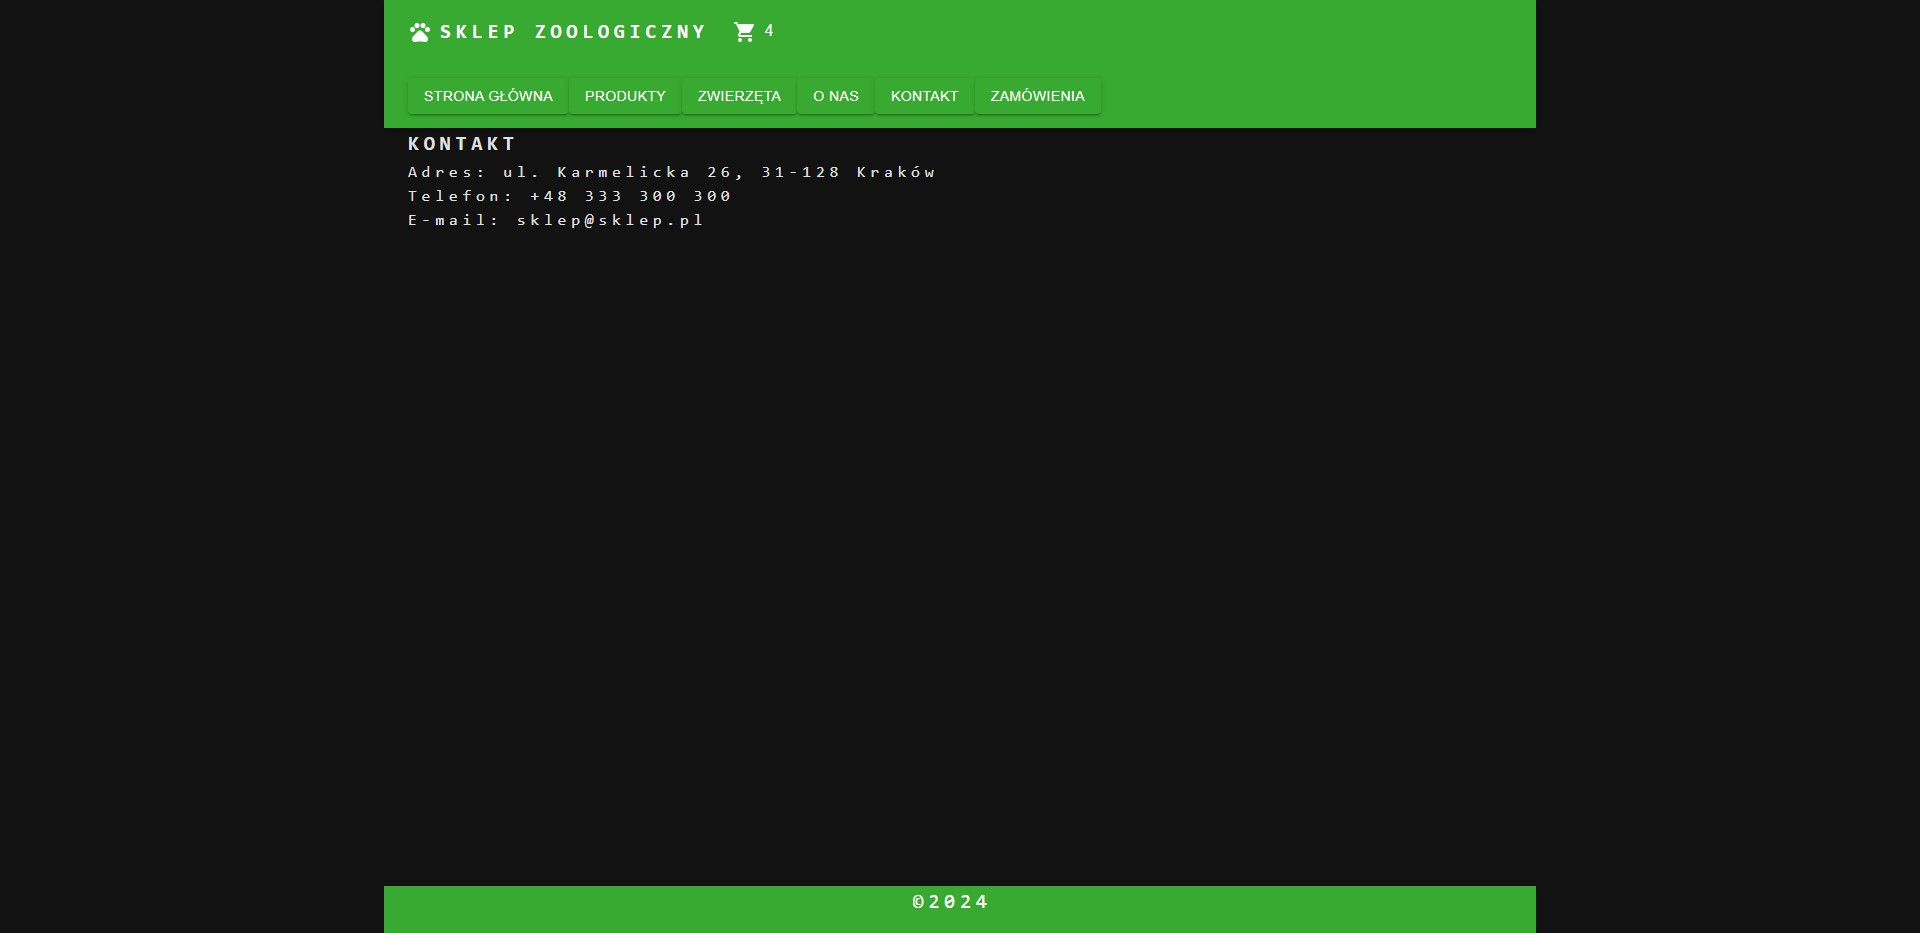 SKLEP ZOOLOGICZNY 4
STRONA GŁÓWNA PRODUKTY ZWIERZĘTA O NAS KONTAKT ZAMÓWIENIA
KONTAKT
Adres: ul. Karmelicka 26, 31-128 Kraków
Telefon: +48 333 300 300
E-mail: sklep@sklep.pl
©2024